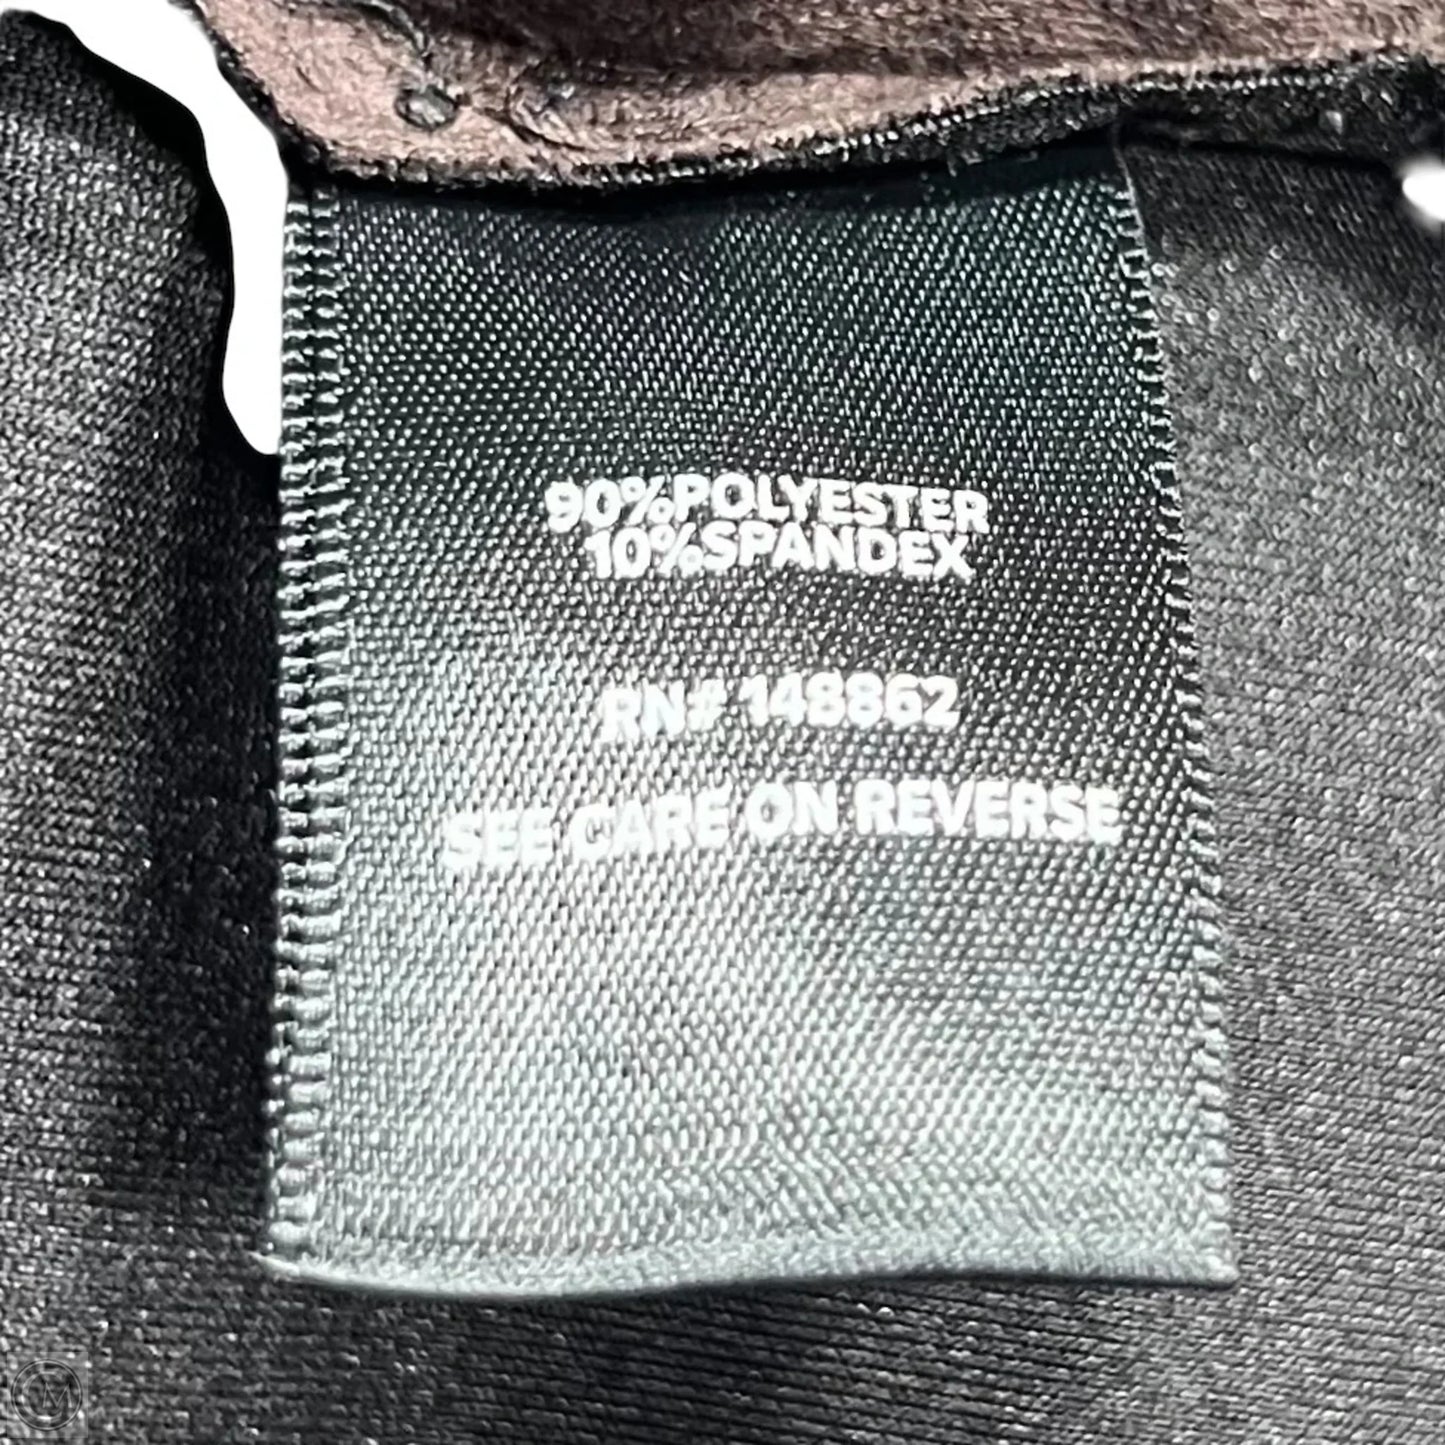 90%POLYESTER
10%SPANDEX
RN# 148862
SEE CARE ON REVERSE